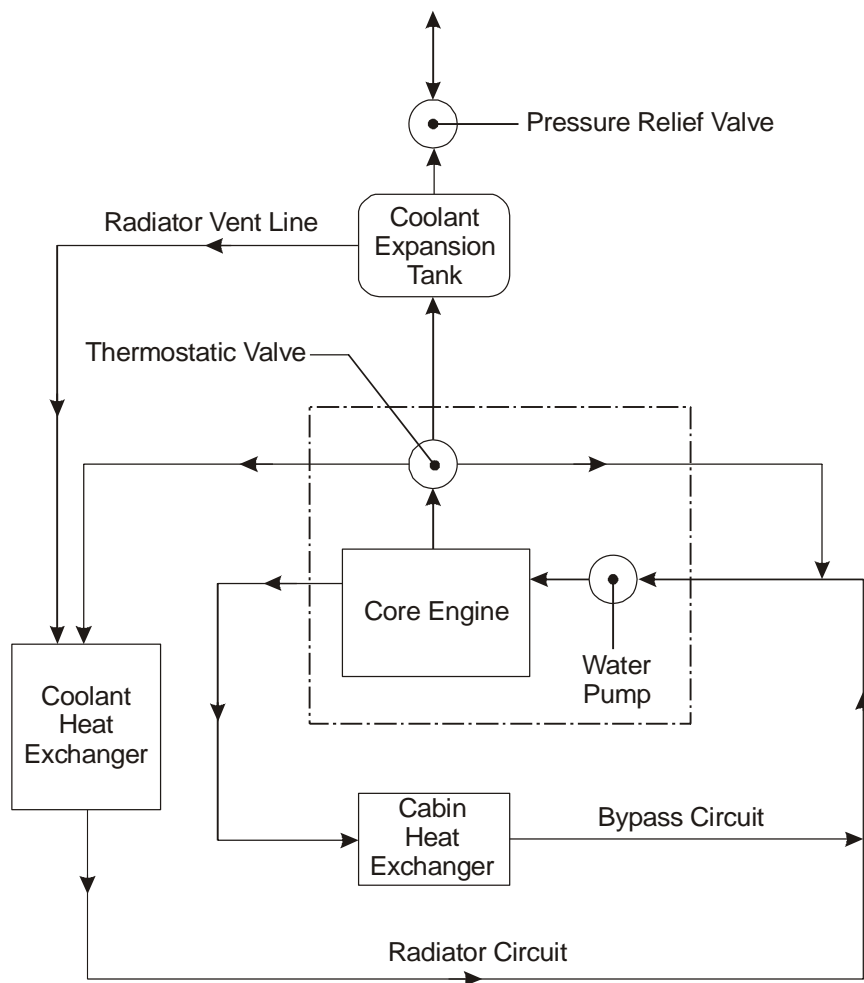 Pressure Relief Valve
Radiator Vent Line
Coolant
Expansion
Tank
Thermostatic Valve
Core Engine
Water
Pump
Coolant
Heat
Exchanger
Cabin
Heat
Exchanger
Bypass Circuit
Radiator Circuit